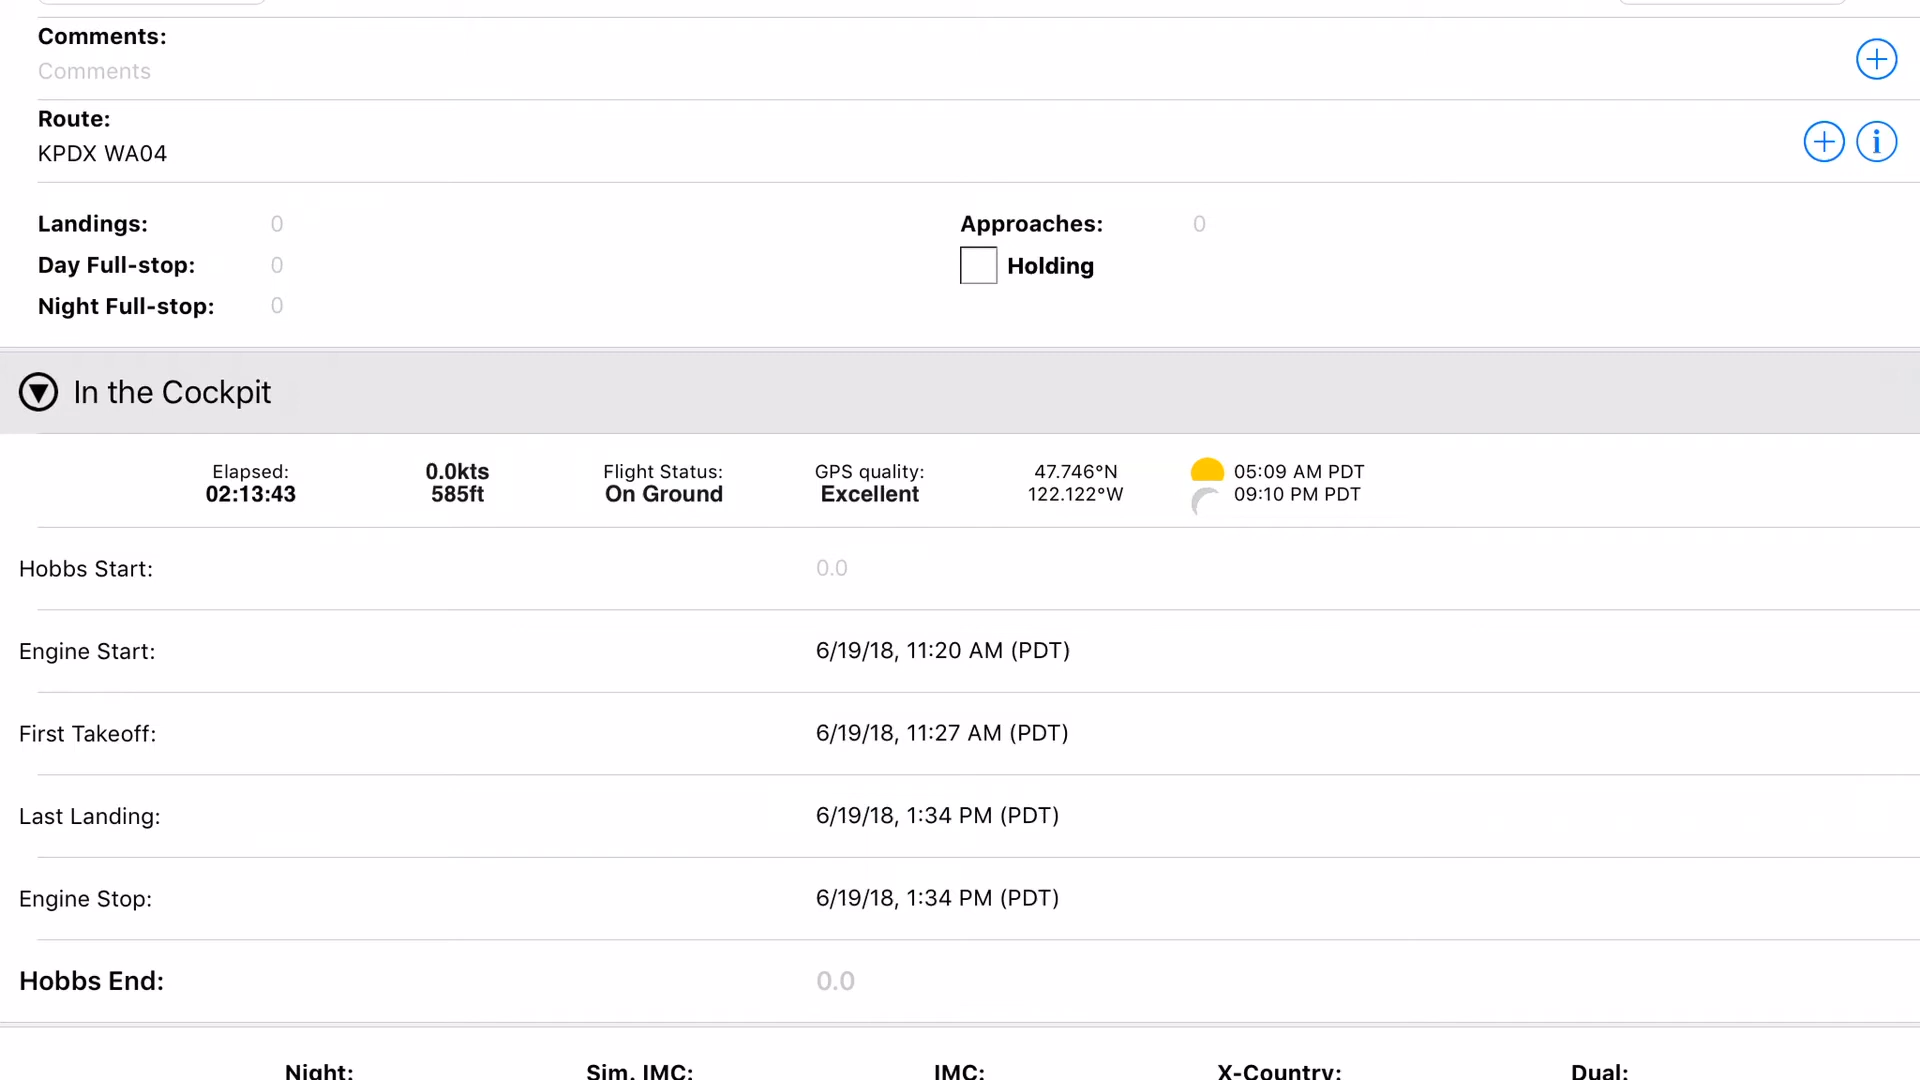 Comments:
Comments
Route:
KPDX WA04
Landings: 0
Approaches: 0
Day Full-stop: 0
Holding
Night Full-stop: 0
In the Cockpit
Elapsed: 0.0kts Flight Status: GPS quality: 47.746°N 05:09 AM PDT
02:13:43 585ft On Ground Excellent 122.122°W 09:10 PM PDT
Hobbs Start: 0.0
Engine Start: 6/19/18, 11:20 AM (PDT)
First Takeoff: 6/19/18, 11:27 AM (PDT)
Last Landing: 6/19/18, 1:34 PM (PDT)
Engine Stop: 6/19/18, 1:34 PM (PDT)
Hobbs End: 0.0
Night: Sim. IMC: IMC: X-Country: Dual: